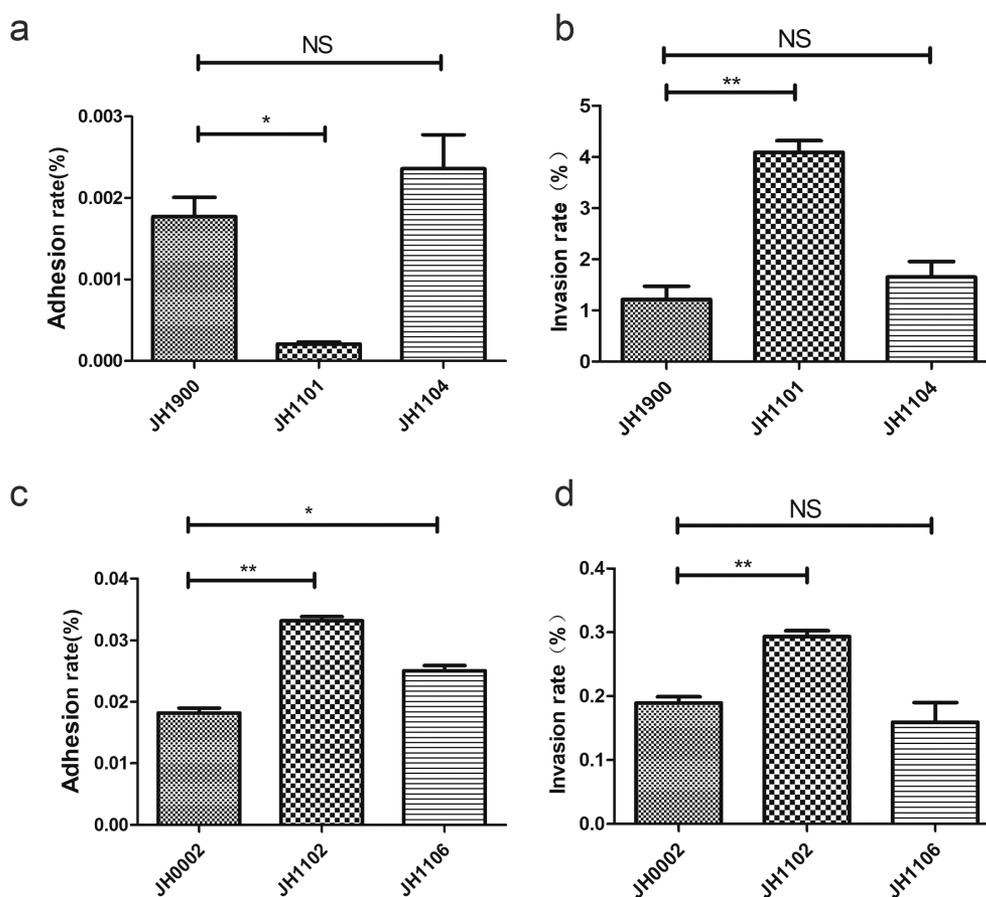 a
NS
*
Adhesion rate(%)
0.003
0.002
0.001
0.000
JH1900
JH1101
JH1104
b
NS
**
Invasion rate（%）
5
4
3
2
1
0
JH1900
JH1101
JH1104
c
*
**
Adhesion rate(%)
0.04
0.03
0.02
0.01
0.00
JH0002
JH1102
JH1106
d
NS
**
Invasion rate（%）
0.4
0.3
0.2
0.1
0.0
JH0002
JH1102
JH1106